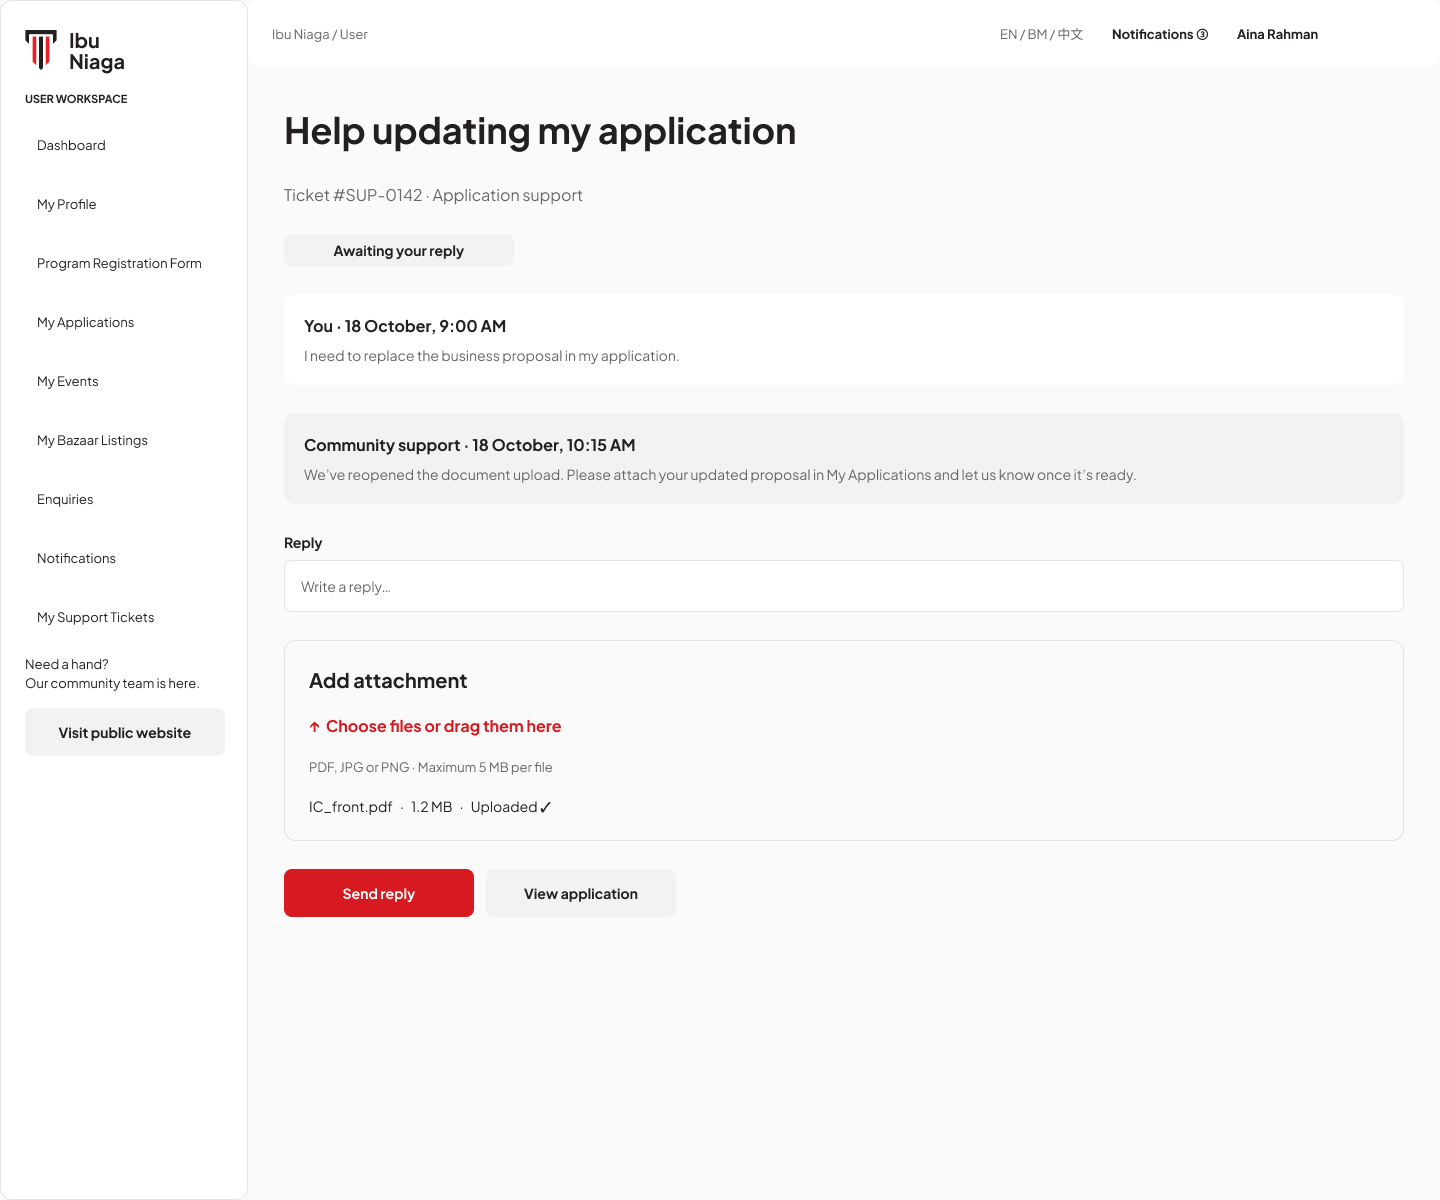 Ibu
Niaga
USER WORKSPACE
Dashboard
My Profile
Program Registration Form
My Applications
My Events
My Bazaar Listings
Enquiries
Notifications
My Support Tickets
Need a hand?
Our community team is here.
Visit public website
Ibu Niaga / User
EN / BM / 中文
Notifications ③
Aina Rahman
Help updating my application
Ticket #SUP-0142 · Application support
Awaiting your reply
You · 18 October, 9:00 AM
I need to replace the business proposal in my application.
Community support · 18 October, 10:15 AM
We’ve reopened the document upload. Please attach your updated proposal in My Applications and let us know once it’s ready.
Reply
Write a reply…
Add attachment
↑ Choose files or drag them here
PDF, JPG or PNG · Maximum 5 MB per file
IC_front.pdf · 1.2 MB · Uploaded ✓
Send reply
View application